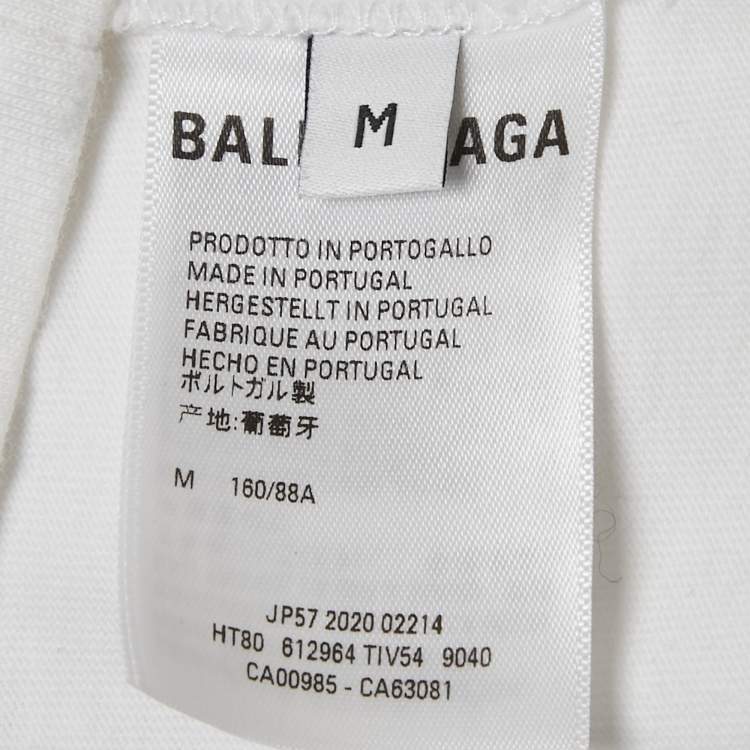 M
BAL AGA
PRODOTTO IN PORTOGALLO
MADE IN PORTUGAL
HERGESTELLT IN PORTUGAL
FABRIQUE AU PORTUGAL
HECHO EN PORTUGAL
ポルトガル製
产地:葡萄牙
M 160/88A
JP57 2020 02214
HT80 612964 TIV54 9040
CA00985 - CA63081